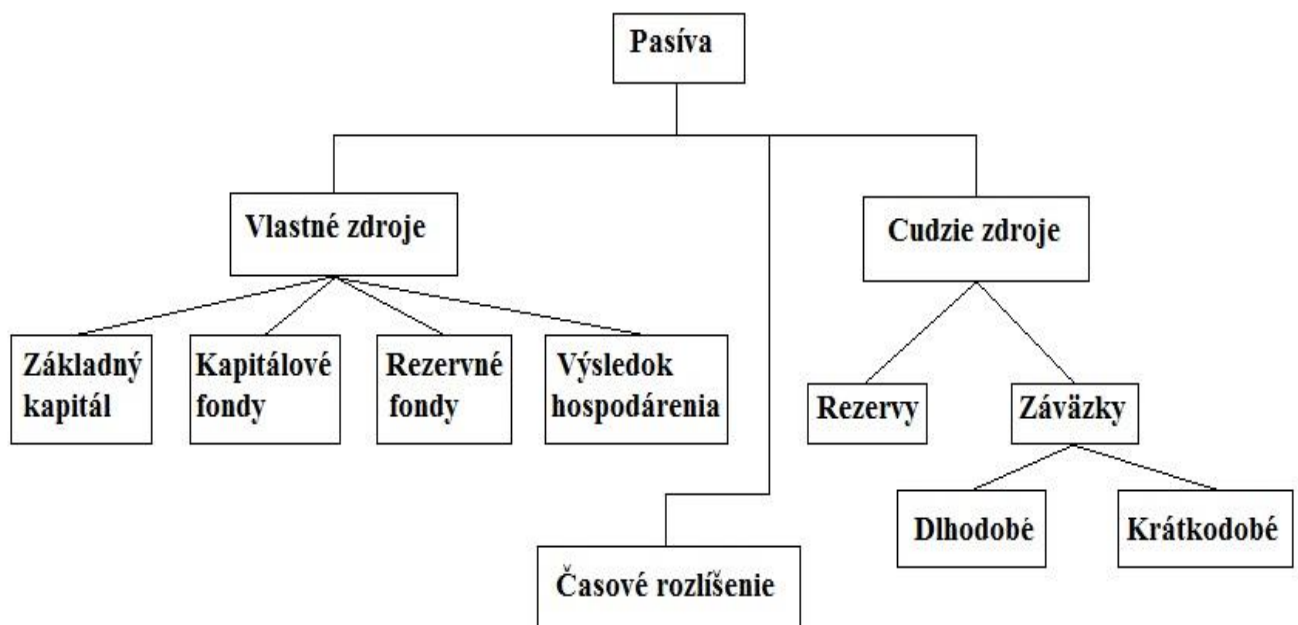 Pasíva
Vlastné zdroje
Cudzie zdroje
Základný
kapitál
Kapitálové
fondy
Rezervné
fondy
Výsledok
hospodárenia
Rezervy
Záväzky
Dlhodobé
Krátkodobé
Časové rozlíšenie